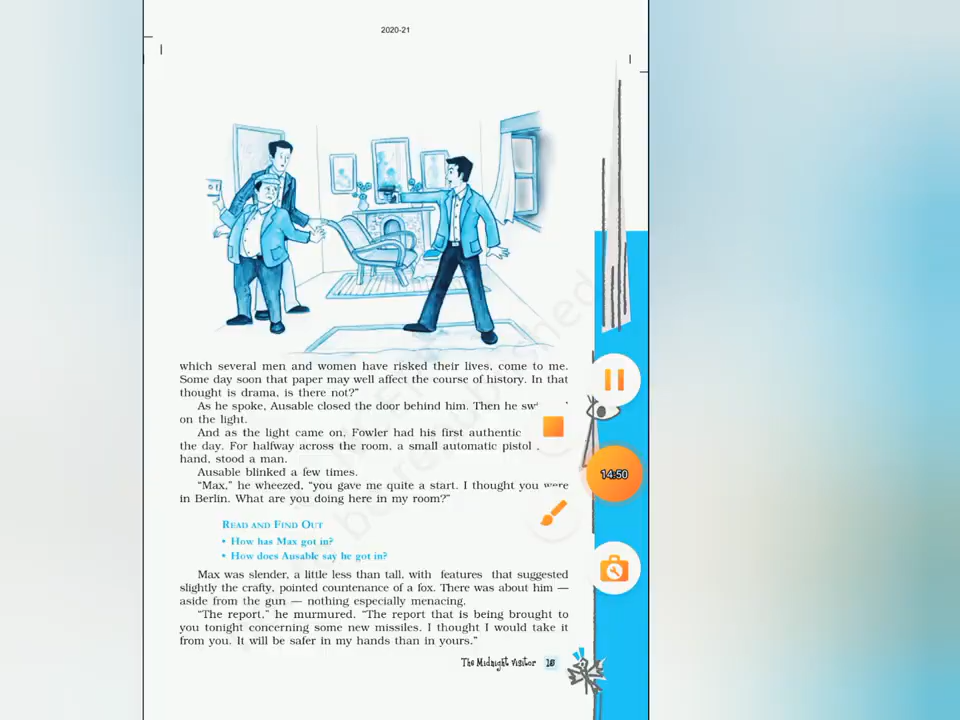 2020-21
which several men and women have risked their lives, come to me.
Some day soon that paper may well affect the course of history. In that
thought is drama, is there not?”
As he spoke, Ausable closed the door behind him. Then he
on the light.
And as the light came on, Fowler had his first authentic
the day. For halfway across the room, a small automatic pistol
hand, stood a man.
Ausable blinked a few times.
“Max,” he wheezed, “you gave me quite a start. I thought you were
in Berlin. What are you doing here in my room?”
READ AND FIND OUT
• How has Max got in?
• How does Ausable say he got in?
Max was slender, a little less than tall, with features that suggested
slightly the crafty, pointed countenance of a fox. There was about him —
aside from the gun — nothing especially menacing.
“The report,” he murmured. “The report that is being brought to
you tonight concerning some new missiles. I thought I would take it
from you. It will be safer in my hands than in yours.”
The Midnight Visitor
14:50